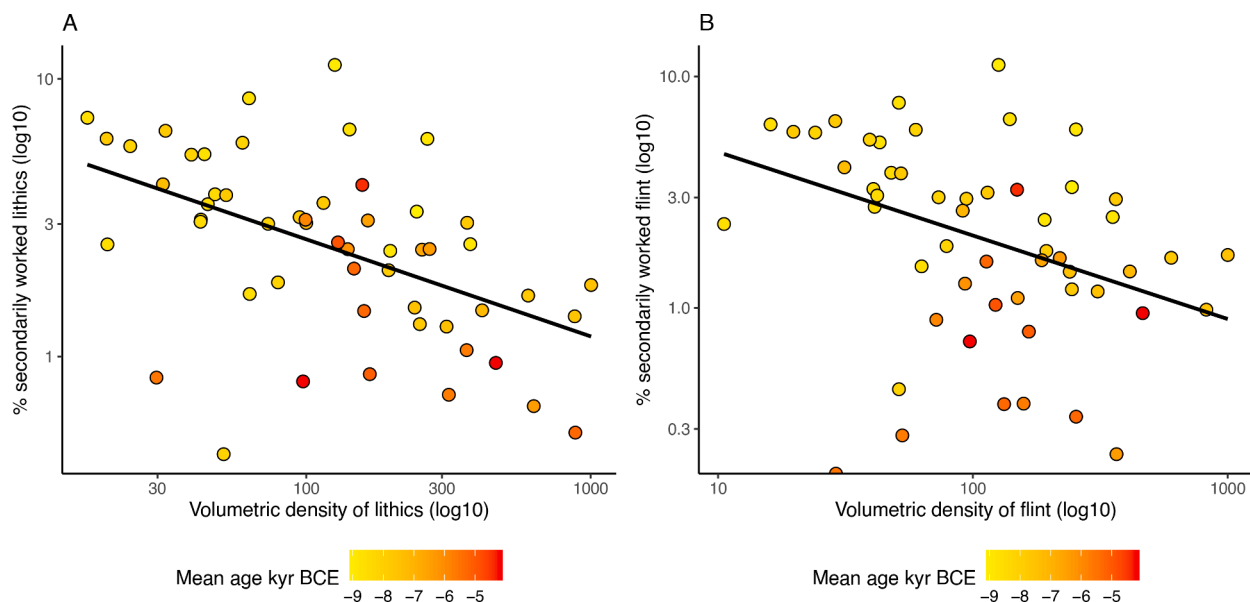 A
% secondarily worked lithics (log10)
10
3
1
30
100
300
1000
Volumetric density of lithics (log10)
Mean age kyr BCE
−9 −8 −7 −6 −5
B
% secondarily worked flint (log10)
10.0
3.0
1.0
0.3
10
100
1000
Volumetric density of flint (log10)
Mean age kyr BCE
−9 −8 −7 −6 −5